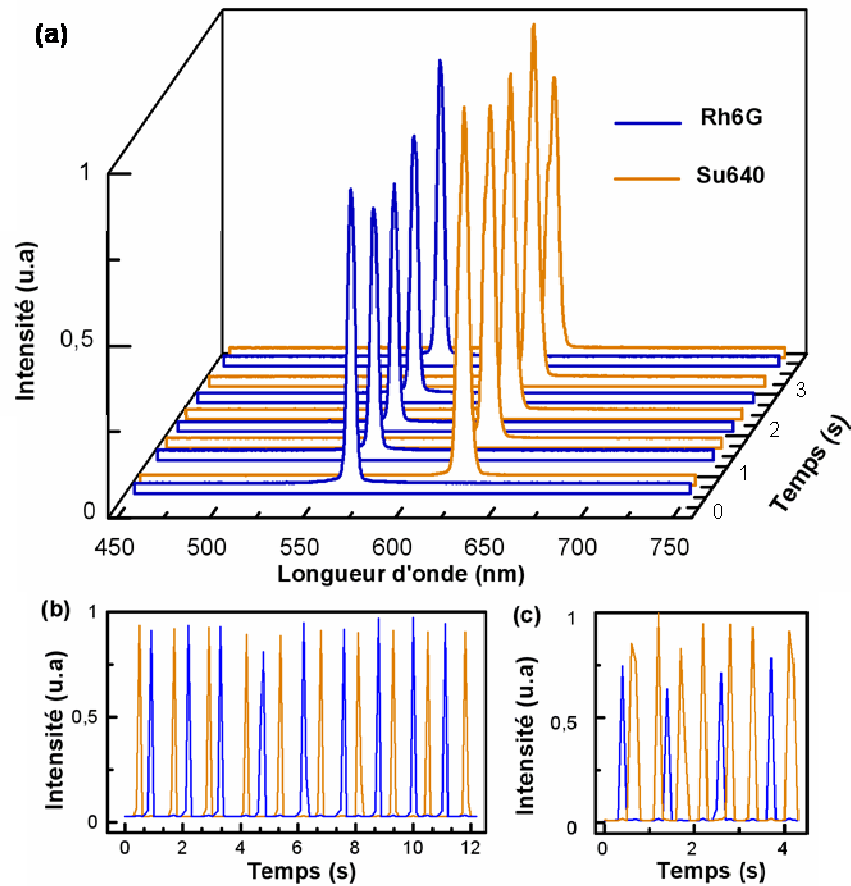 (a)
Rh6G
Su640
1
0,5
0
Intensité (u.a)
450 500 550 600 650 700 750
Longueur d'onde (nm)
0 1 2 3
Temps (s)
(b)
1
0,5
0
Intensité (u.a)
0 2 4 6 8 10 12
Temps (s)
(c)
1
0,5
0
Intensité (u.a)
0 2 4
Temps (s)